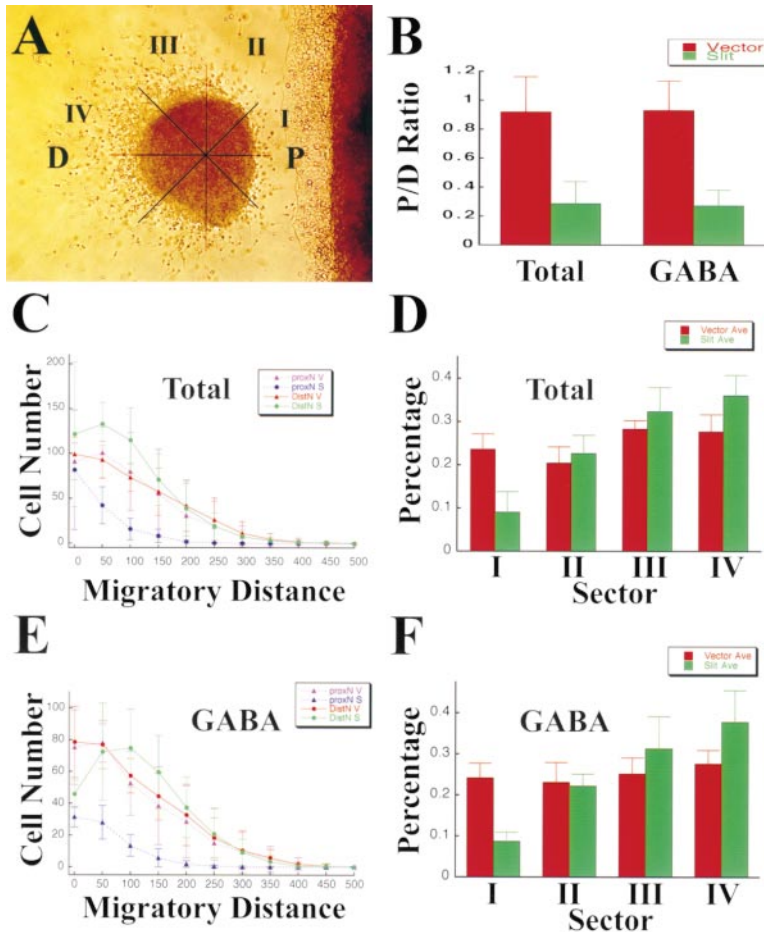 A
III
II
IV
I
D
P
B
Vector
Slit
P/D Ratio
1.2
1
0.8
0.6
0.4
0.2
0
Total
GABA
C
Total
proxN V
proxN S
DistN V
DistN S
Cell Number
200
150
100
50
0
0 50 100 150 200 250 300 350 400 450 500
Migratory Distance
D
Total
Vector Ave
Slit Ave
Percentage
0.4
0.3
0.2
0.1
0
I II III IV
Sector
E
GABA
proxN V
proxN S
DistN V
DistN S
Cell Number
100
80
60
40
20
0
0 50 100 150 200 250 300 350 400 450 500
Migratory Distance
F
GABA
Vector Ave
Slit Ave
Percentage
0.4
0.3
0.2
0.1
0
I II III IV
Sector